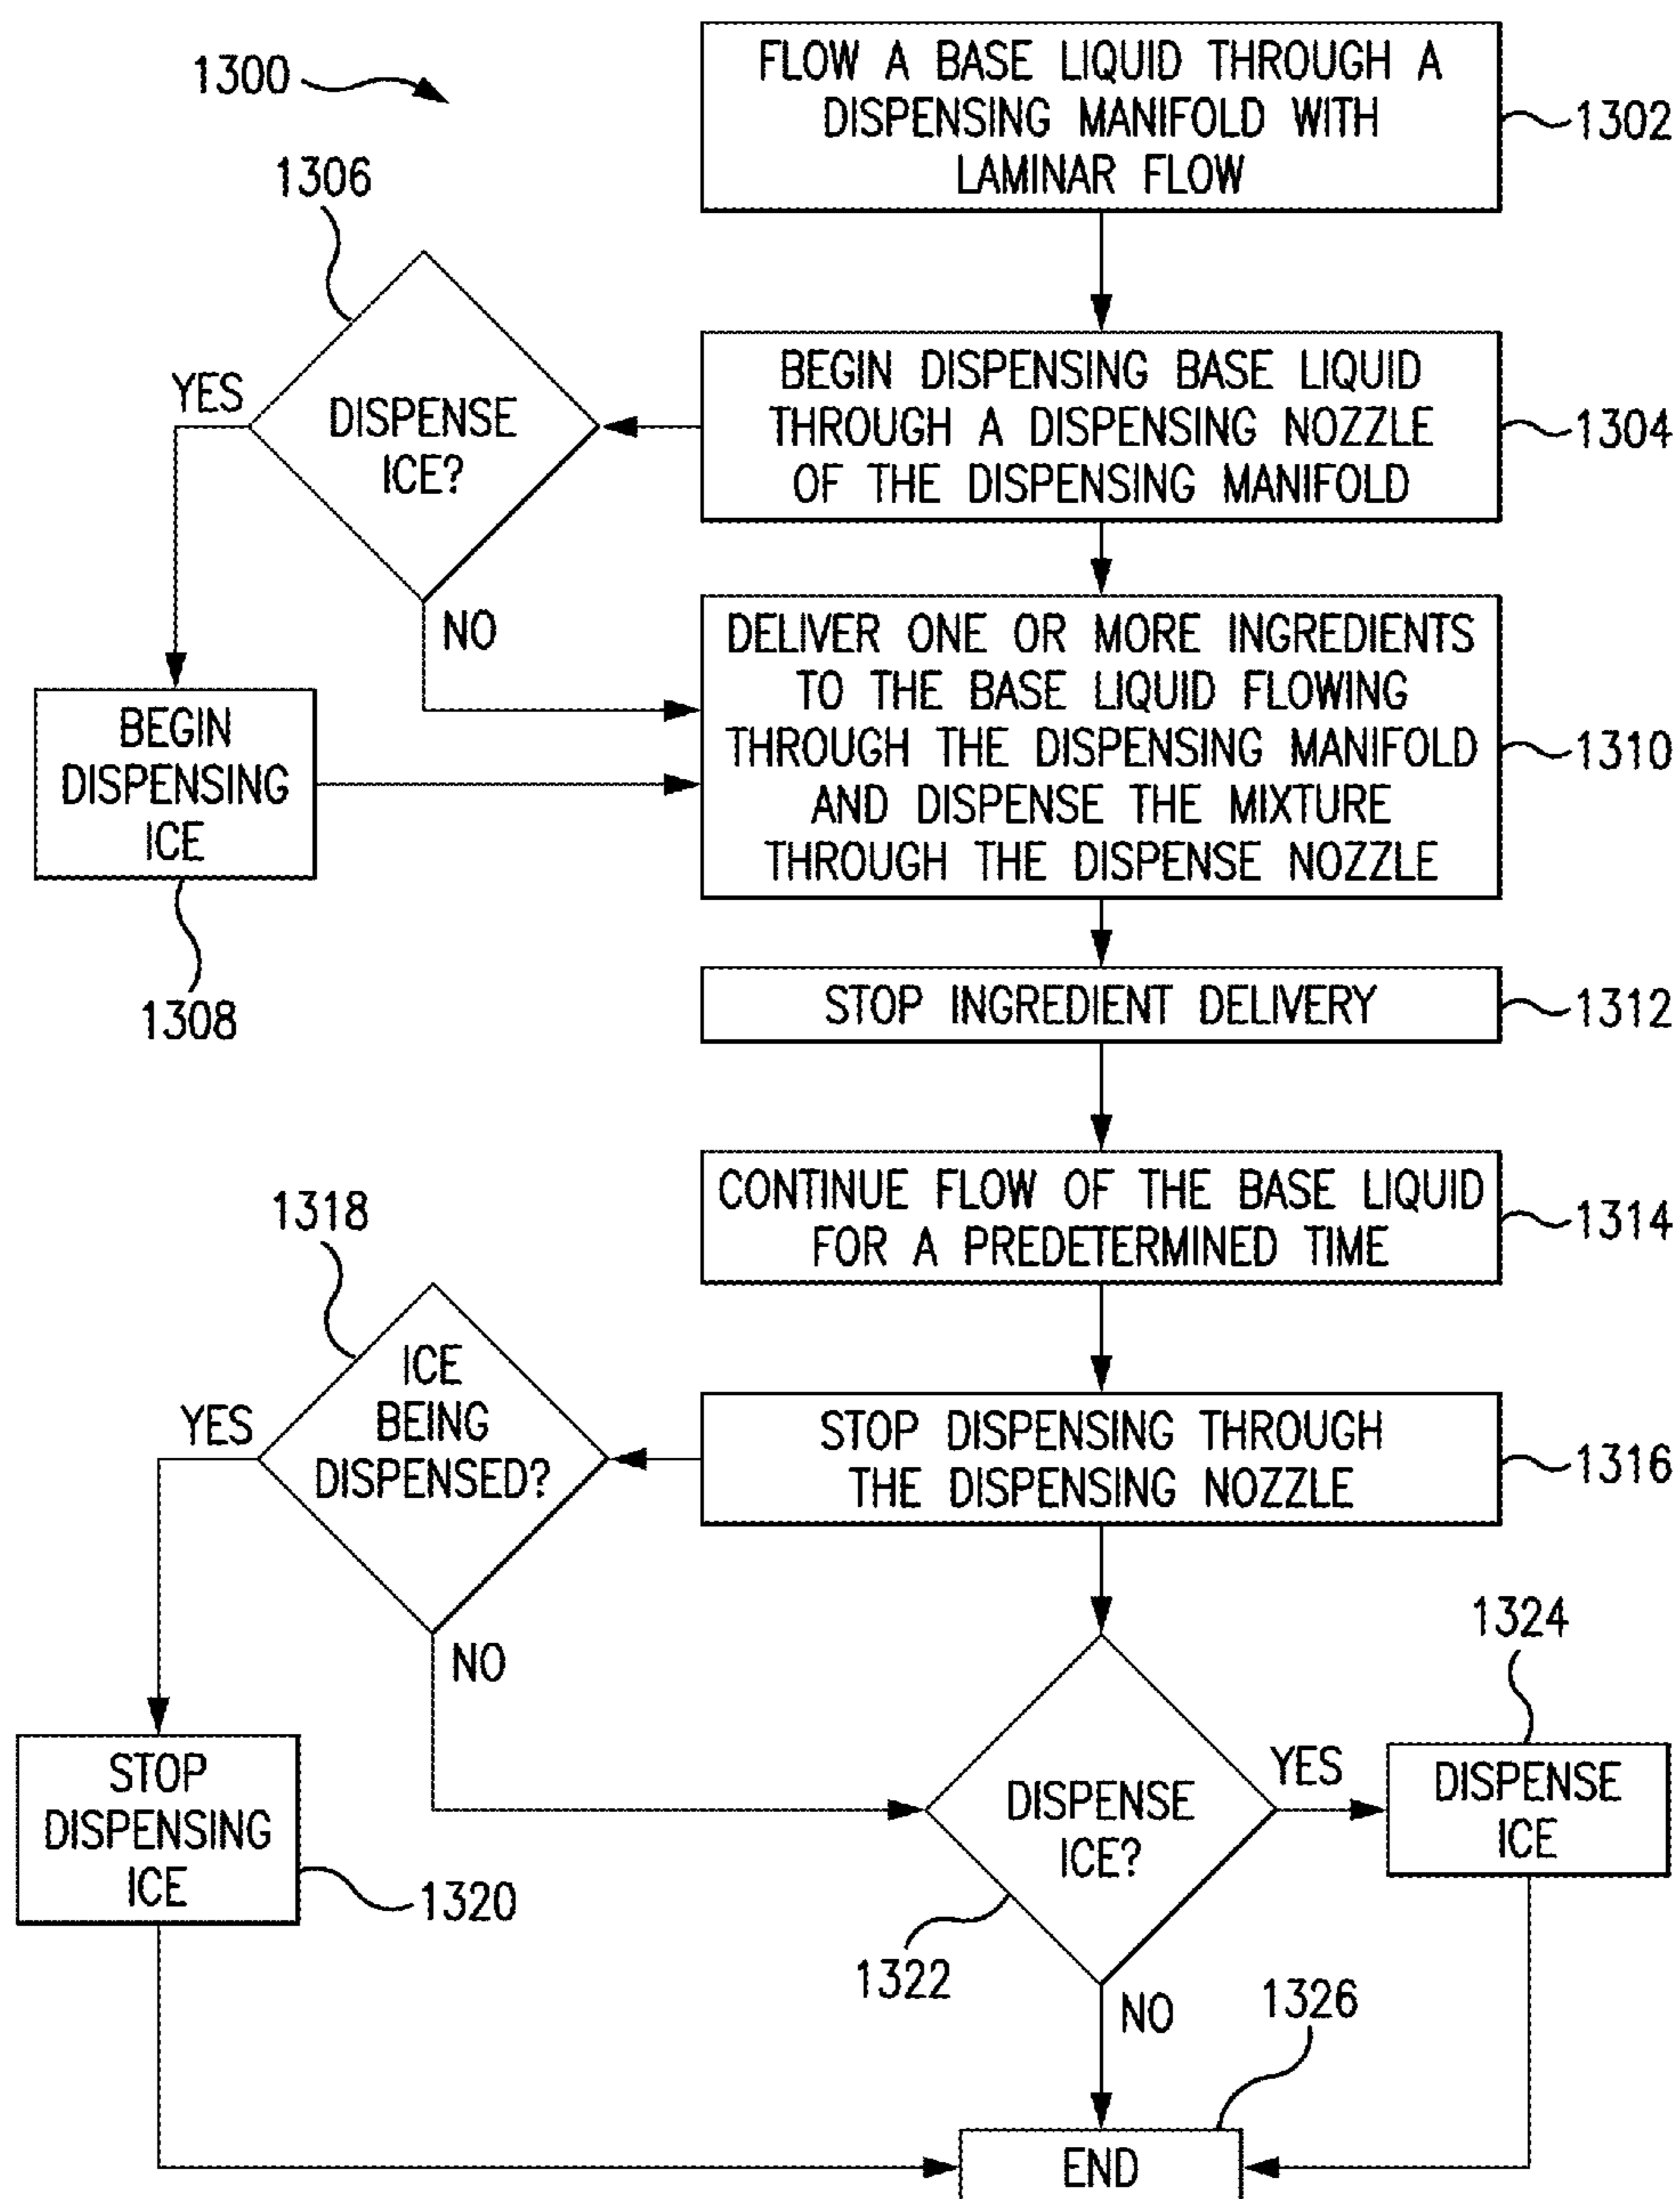 1300
FLOW A BASE LIQUID THROUGH A
DISPENSING MANIFOLD WITH
LAMINAR FLOW
1302
1306
YES
DISPENSE
ICE?
NO
BEGIN DISPENSING BASE LIQUID
THROUGH A DISPENSING NOZZLE
OF THE DISPENSING MANIFOLD
1304
BEGIN
DISPENSING
ICE
1308
DELIVER ONE OR MORE INGREDIENTS
TO THE BASE LIQUID FLOWING
THROUGH THE DISPENSING MANIFOLD
AND DISPENSE THE MIXTURE
THROUGH THE DISPENSE NOZZLE
1310
STOP INGREDIENT DELIVERY
1312
CONTINUE FLOW OF THE BASE LIQUID
FOR A PREDETERMINED TIME
1314
1318
YES
ICE
BEING
DISPENSED?
NO
STOP DISPENSING THROUGH
THE DISPENSING NOZZLE
1316
STOP
DISPENSING
ICE
1320
DISPENSE
ICE?
1322
YES
NO
1324
DISPENSE
ICE
1326
END